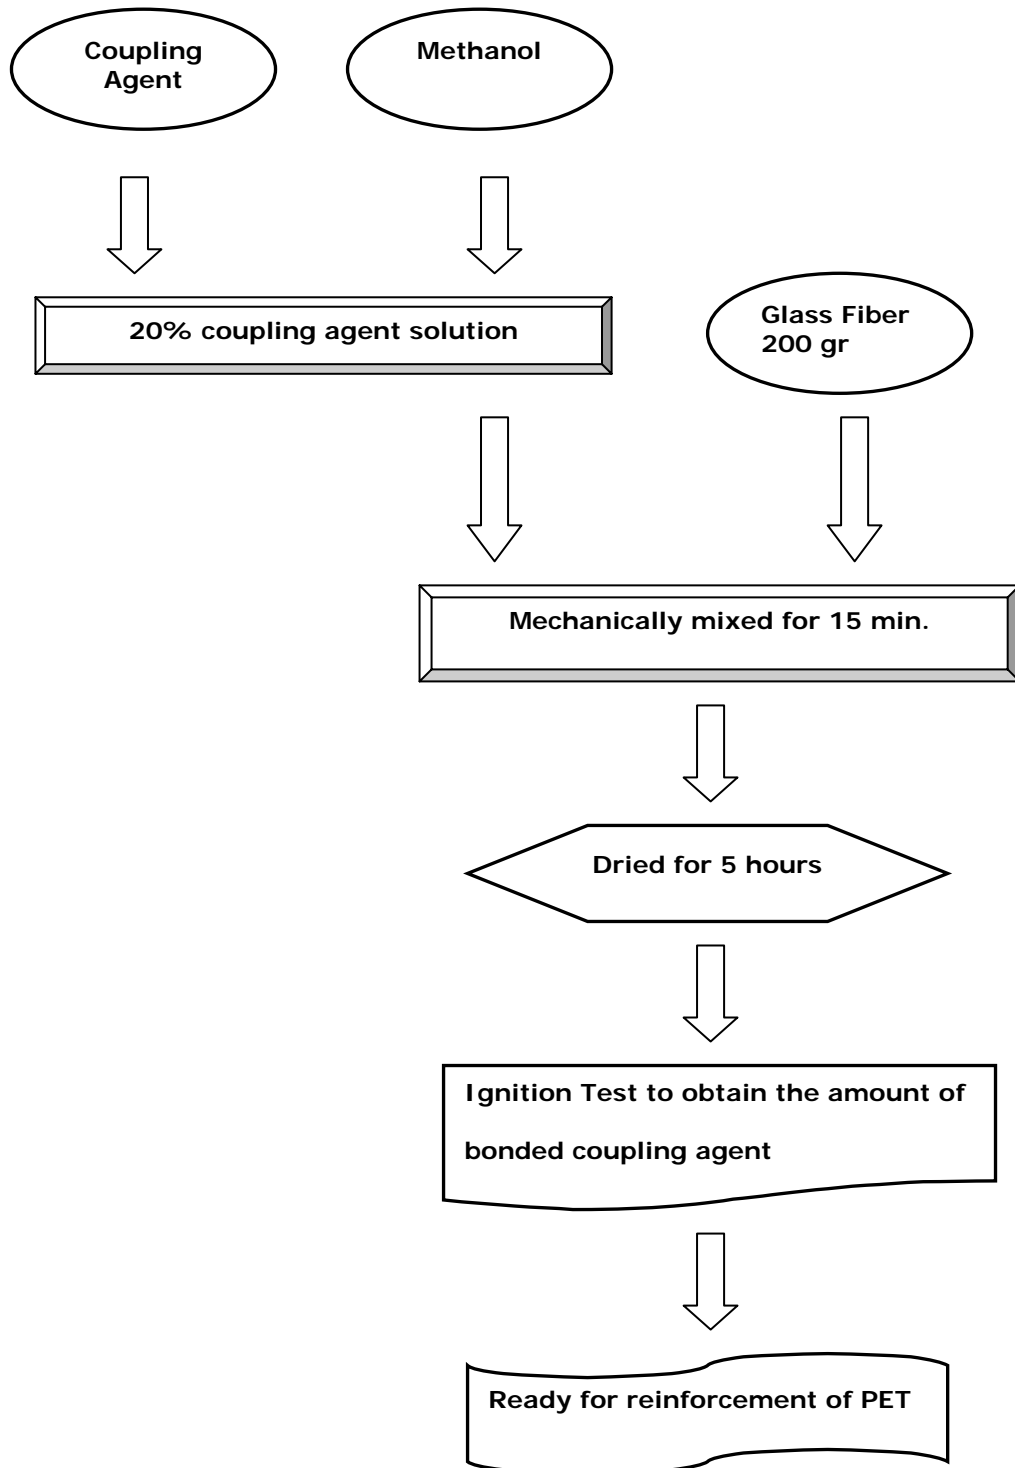 Coupling
Agent
Methanol
20% coupling agent solution
Glass Fiber
200 gr
Mechanically mixed for 15 min.
Dried for 5 hours
Ignition Test to obtain the amount of
bonded coupling agent
Ready for reinforcement of PET